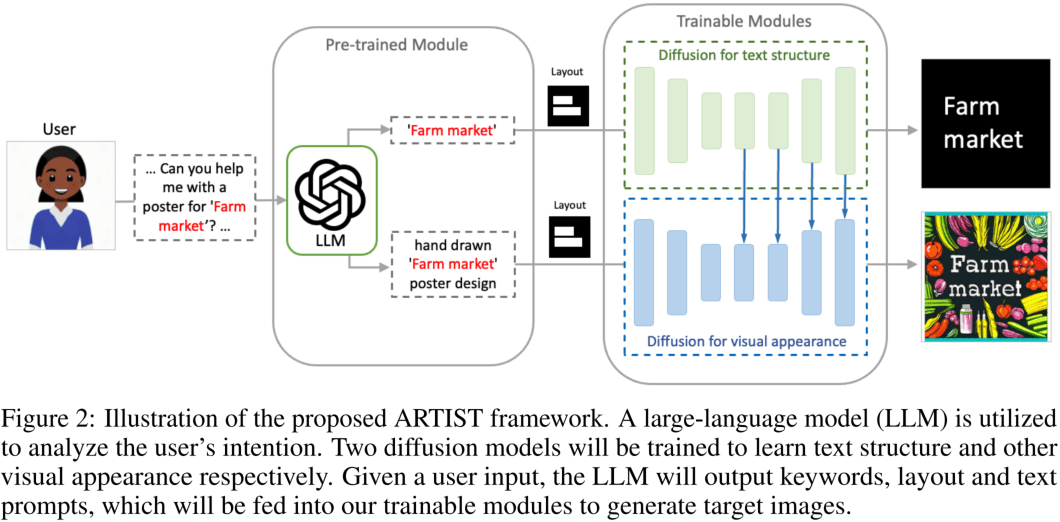 Pre-trained Module
Trainable Modules
Diffusion for text structure
Layout
User
'Farm market'
Farm
market
... Can you help
me with a
poster for 'Farm
market'? ...
LLM
Layout
hand drawn
'Farm market'
poster design
Farm
market
Diffusion for visual appearance
Figure 2: Illustration of the proposed ARTIST framework. A large-language model (LLM) is utilized
to analyze the user's intention. Two diffusion models will be trained to learn text structure and other
visual appearance respectively. Given a user input, the LLM will output keywords, layout and text
prompts, which will be fed into our trainable modules to generate target images.